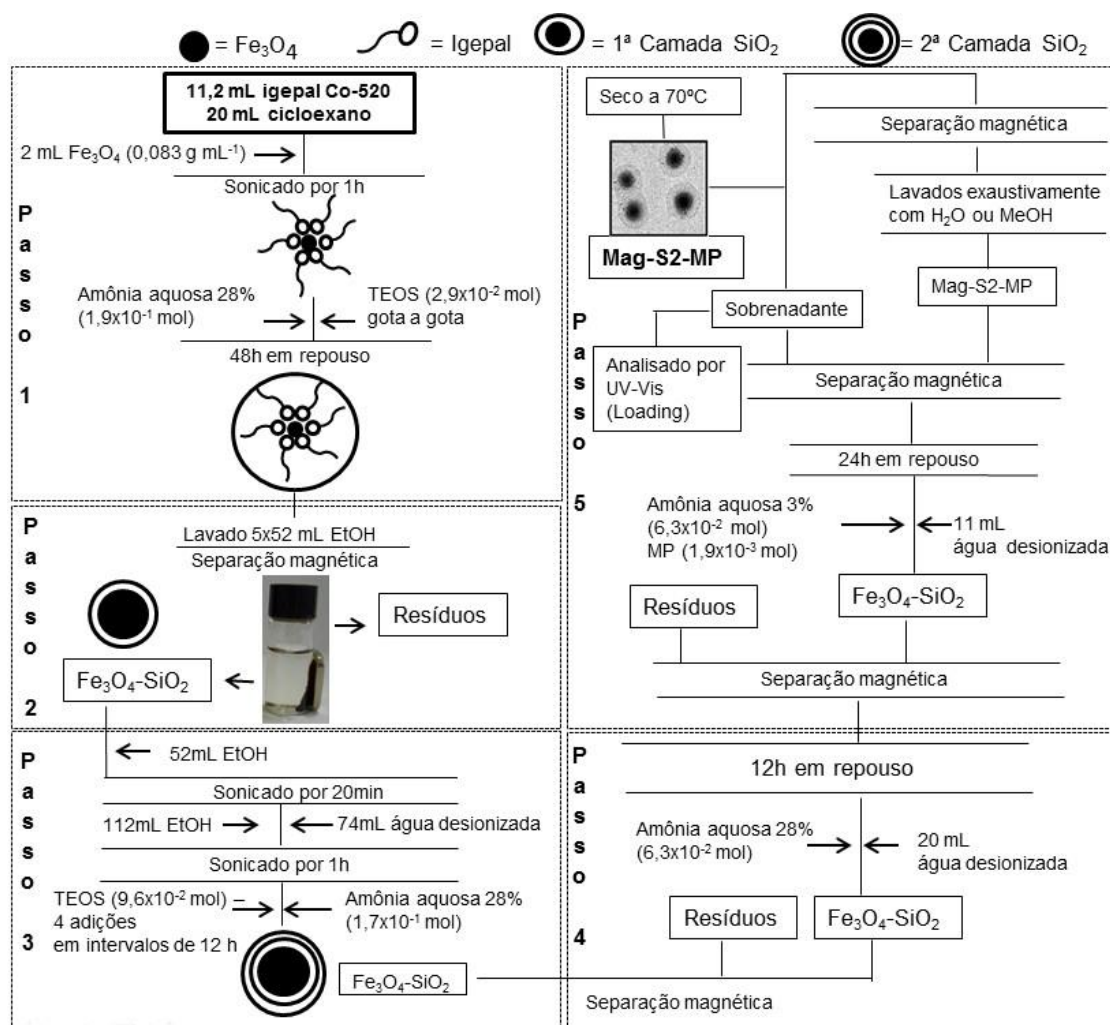 = Fe₃O₄
= Igepal
= 1ª Camada SiO₂
= 2ª Camada SiO₂
Passo 1
11,2 mL igepal Co-520
20 mL cicloexano
2 mL Fe₃O₄ (0,083 g mL⁻¹)
Sonicado por 1h
Amônia aquosa 28%
(1,9x10⁻¹ mol)
TEOS (2,9x10⁻² mol)
gota a gota
48h em repouso
Passo 2
Lavado 5x52 mL EtOH
Separação magnética
Resíduos
Fe₃O₄-SiO₂
Passo 3
52mL EtOH
Sonicado por 20min
112mL EtOH
74mL água desionizada
Sonicado por 1h
TEOS (9,6x10⁻² mol) –
4 adições
em intervalos de 12 h
Amônia aquosa 28%
(1,7x10⁻¹ mol)
Fe₃O₄-SiO₂
Passo 4
Separação magnética
Resíduos
Fe₃O₄-SiO₂
Amônia aquosa 28%
(6,3x10⁻² mol)
20 mL
água desionizada
12h em repouso
Passo 5
Separação magnética
Resíduos
Fe₃O₄-SiO₂
Amônia aquosa 3%
(6,3x10⁻² mol)
MP (1,9x10⁻³ mol)
11 mL
água desionizada
24h em repouso
Separação magnética
Sobrenadante
Analisado por
UV-Vis
(Loading)
Mag-S2-MP
Lavados exaustivamente
com H₂O ou MeOH
Separação magnética
Seco a 70ºC
Mag-S2-MP